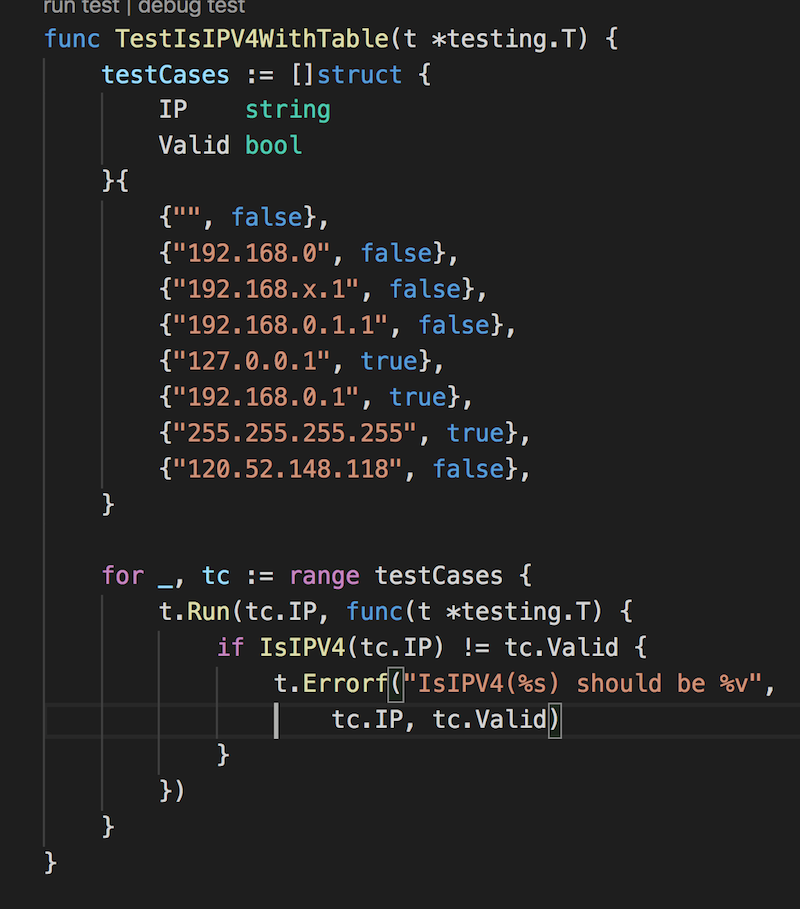 run test | debug test
func TestIsIPV4WithTable(t *testing.T) {
    testCases := []struct {
        IP    string
        Valid bool
    }{
        {"", false},
        {"192.168.0", false},
        {"192.168.x.1", false},
        {"192.168.0.1.1", false},
        {"127.0.0.1", true},
        {"192.168.0.1", true},
        {"255.255.255.255", true},
        {"120.52.148.118", false},
    }

    for _, tc := range testCases {
        t.Run(tc.IP, func(t *testing.T) {
            if IsIPV4(tc.IP) != tc.Valid {
                t.Errorf("IsIPV4(%s) should be %v",
                    tc.IP, tc.Valid)
            }
        })
    }
}